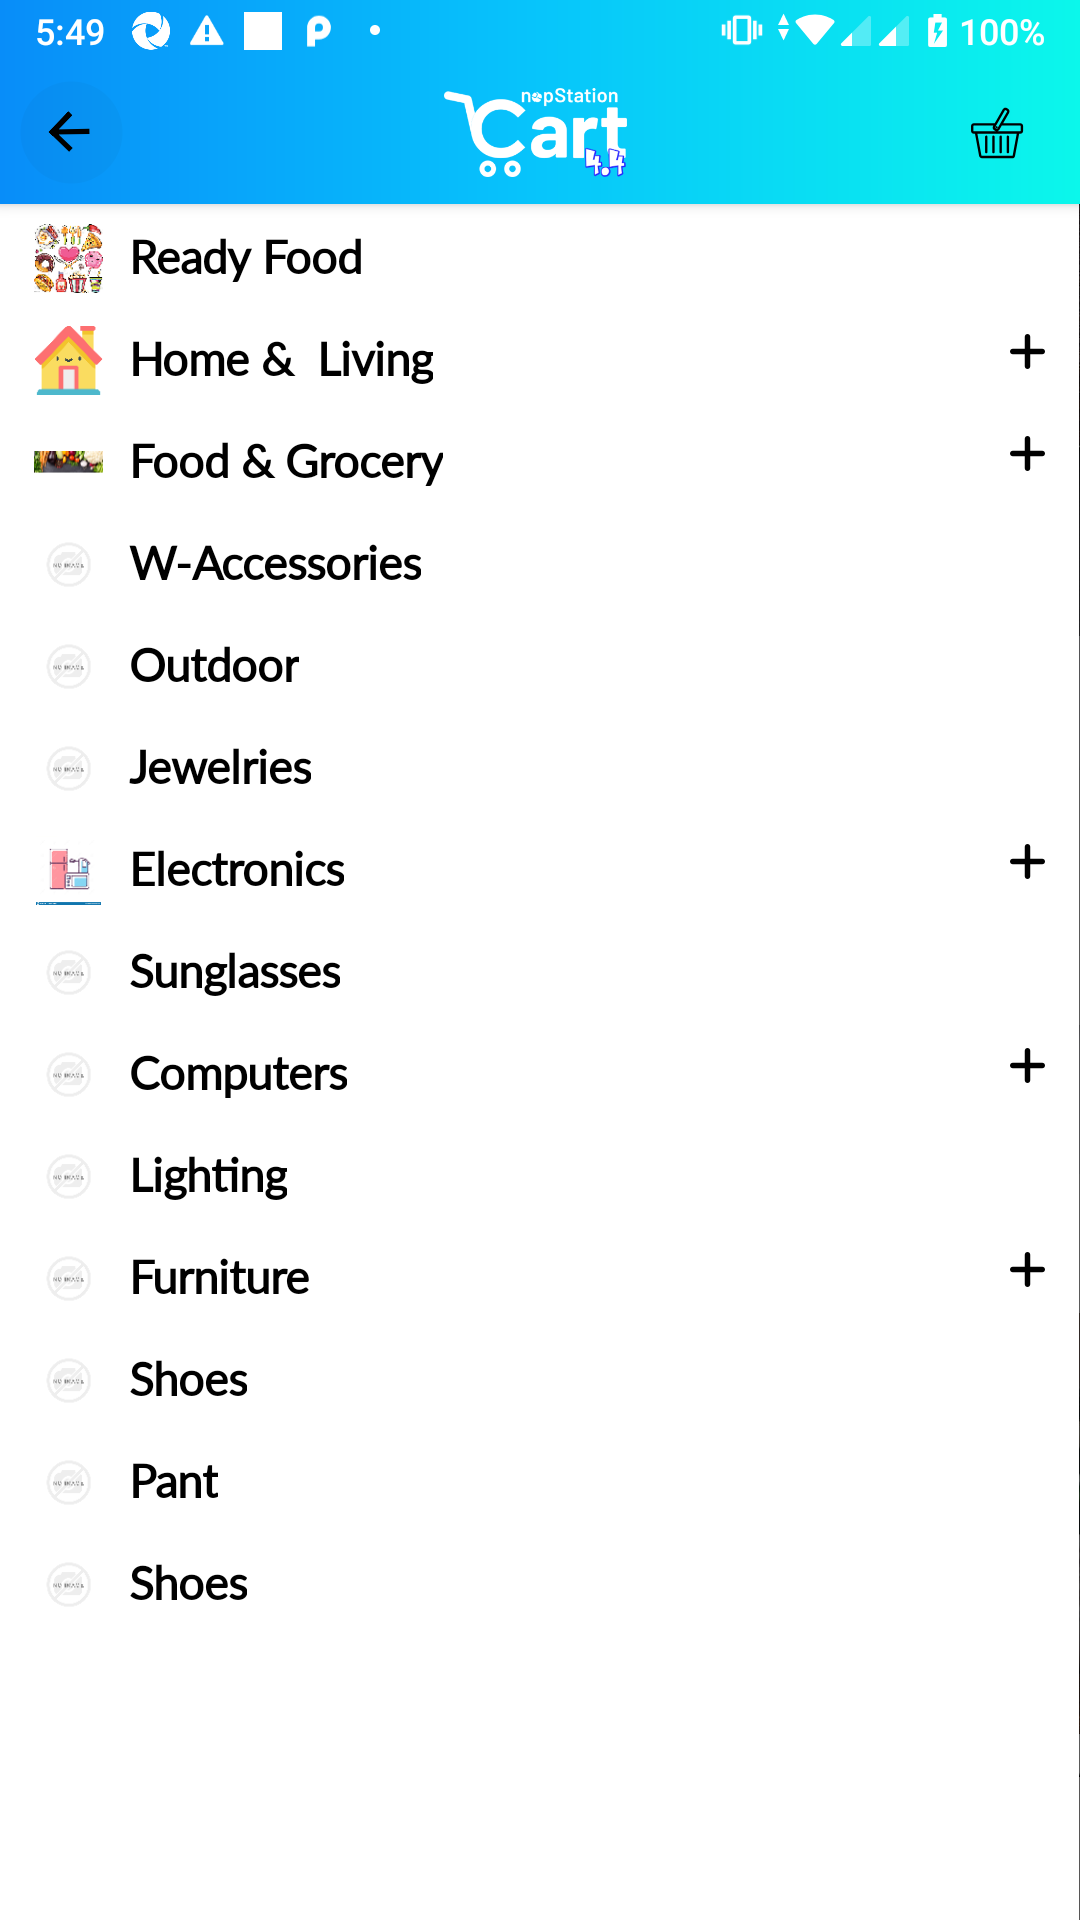 5:49
100%
nopStation
Cart
4.4
Ready Food
Home &  Living
Food & Grocery
W-Accessories
Outdoor
Jewelries
Electronics
Sunglasses
Computers
Lighting
Furniture
Shoes
Pant
Shoes